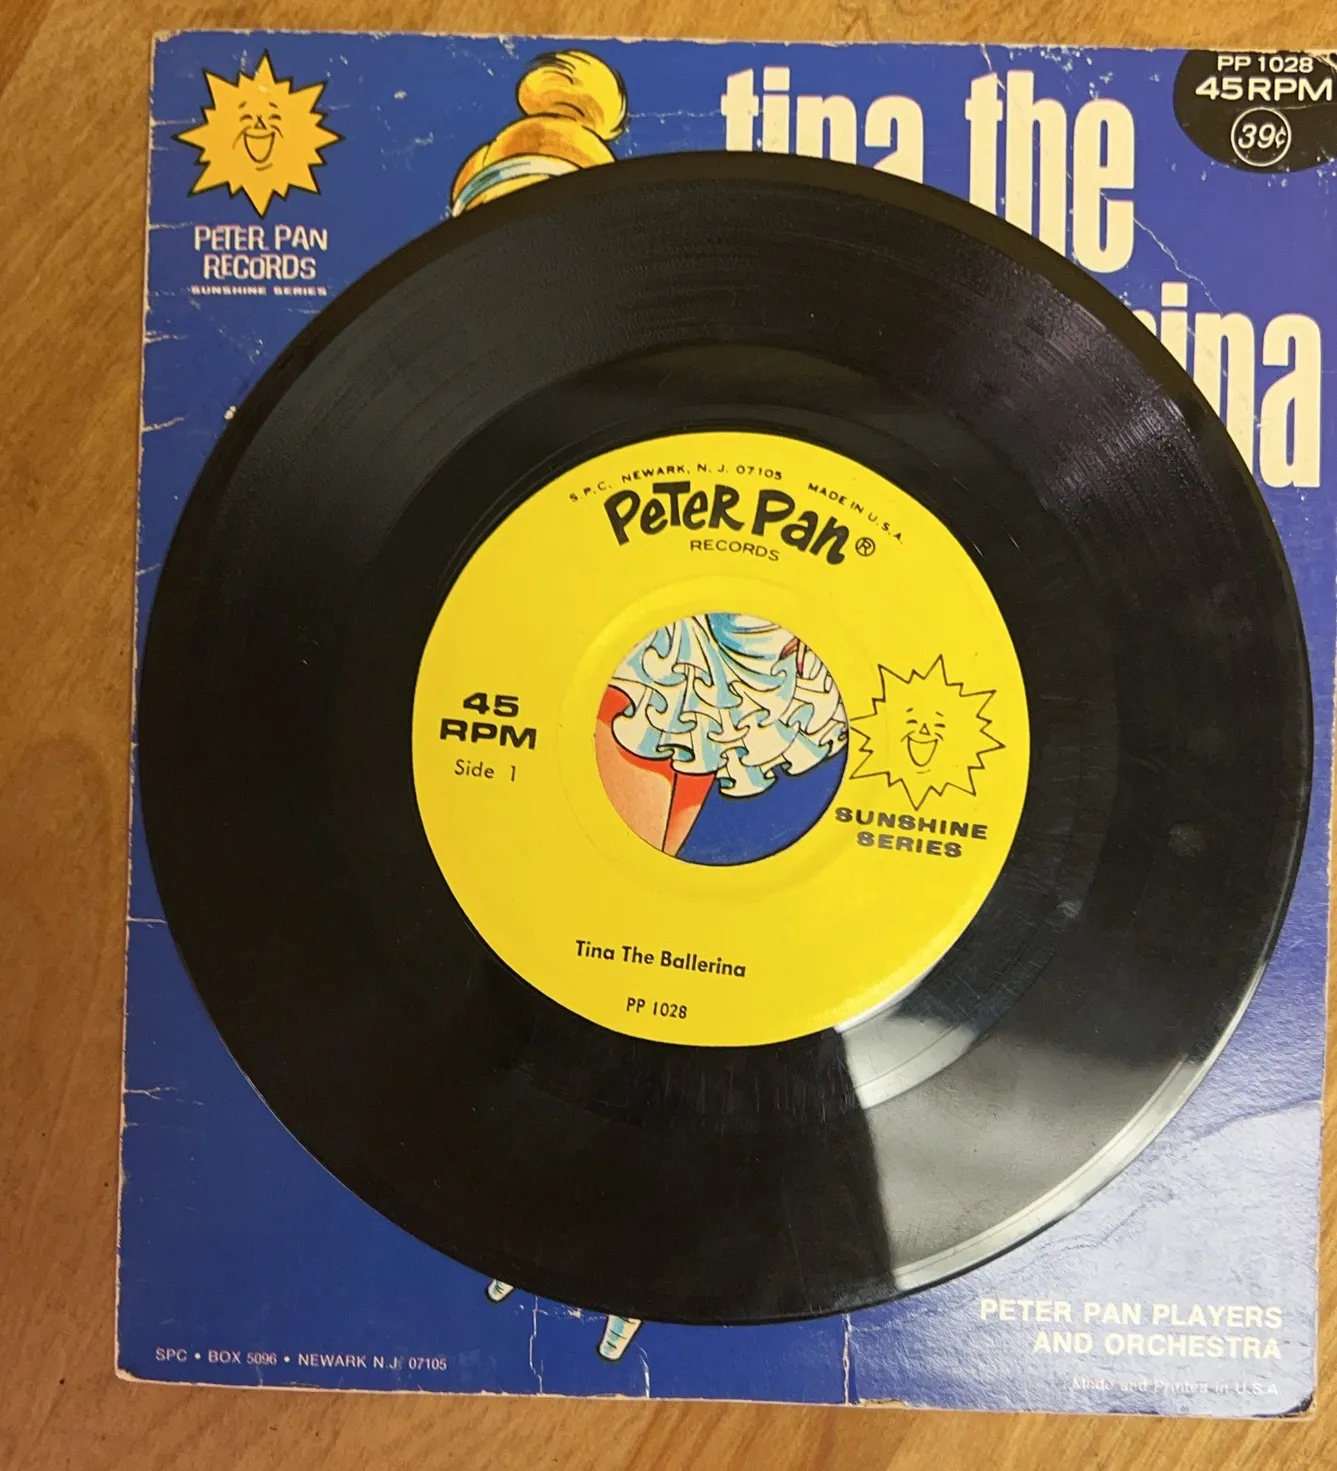 PETER PAN
RECORDS
SUNSHINE SERIES
tina the
ina
PP 1028
45RPM
39¢
S.P.C. NEWARK, N. J. 07105 MADE IN U.S.A.
PETER PAN®
RECORDS
45
RPM
Side 1
SUNSHINE
SERIES
Tina The Ballerina
PP 1028
PETER PAN PLAYERS
AND ORCHESTRA
SPC • BOX 5096 • NEWARK N.J. 07105
Made and Printed in U.S.A